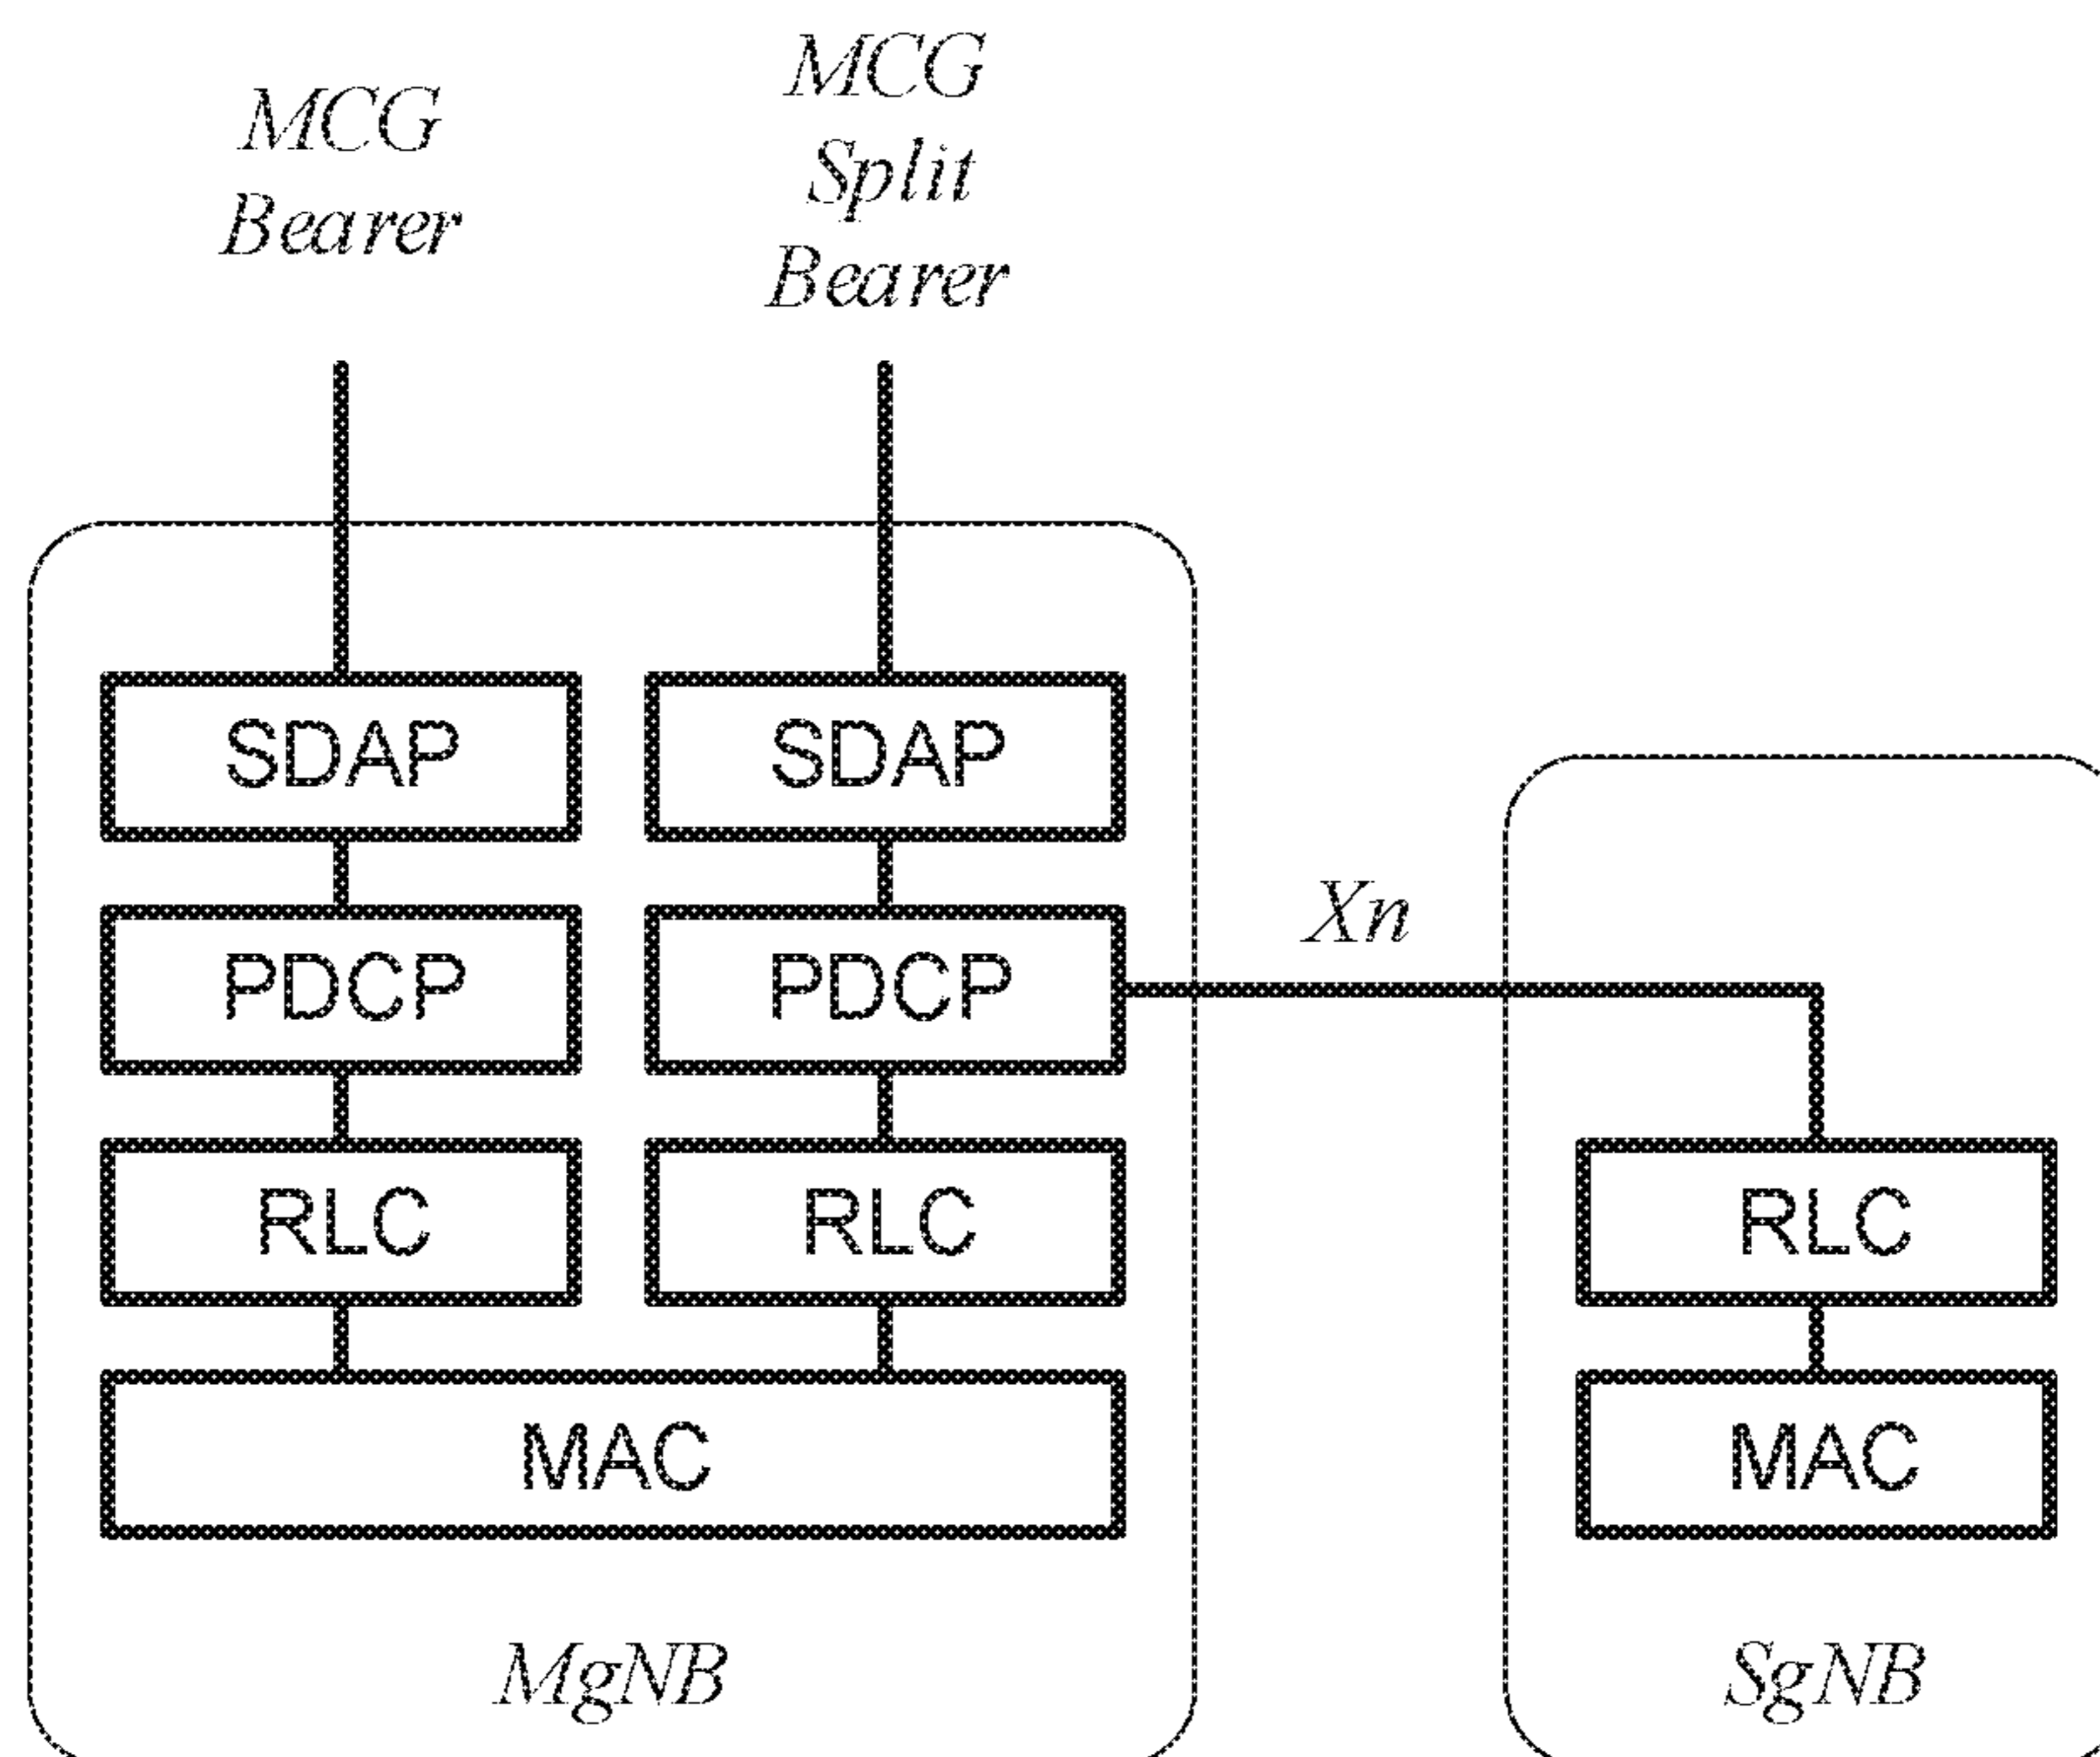 MCG
Bearer
MCG
Split
Bearer
SDAP
SDAP
PDCP
PDCP
Xn
RLC
RLC
RLC
MAC
MAC
MgNB
SgNB